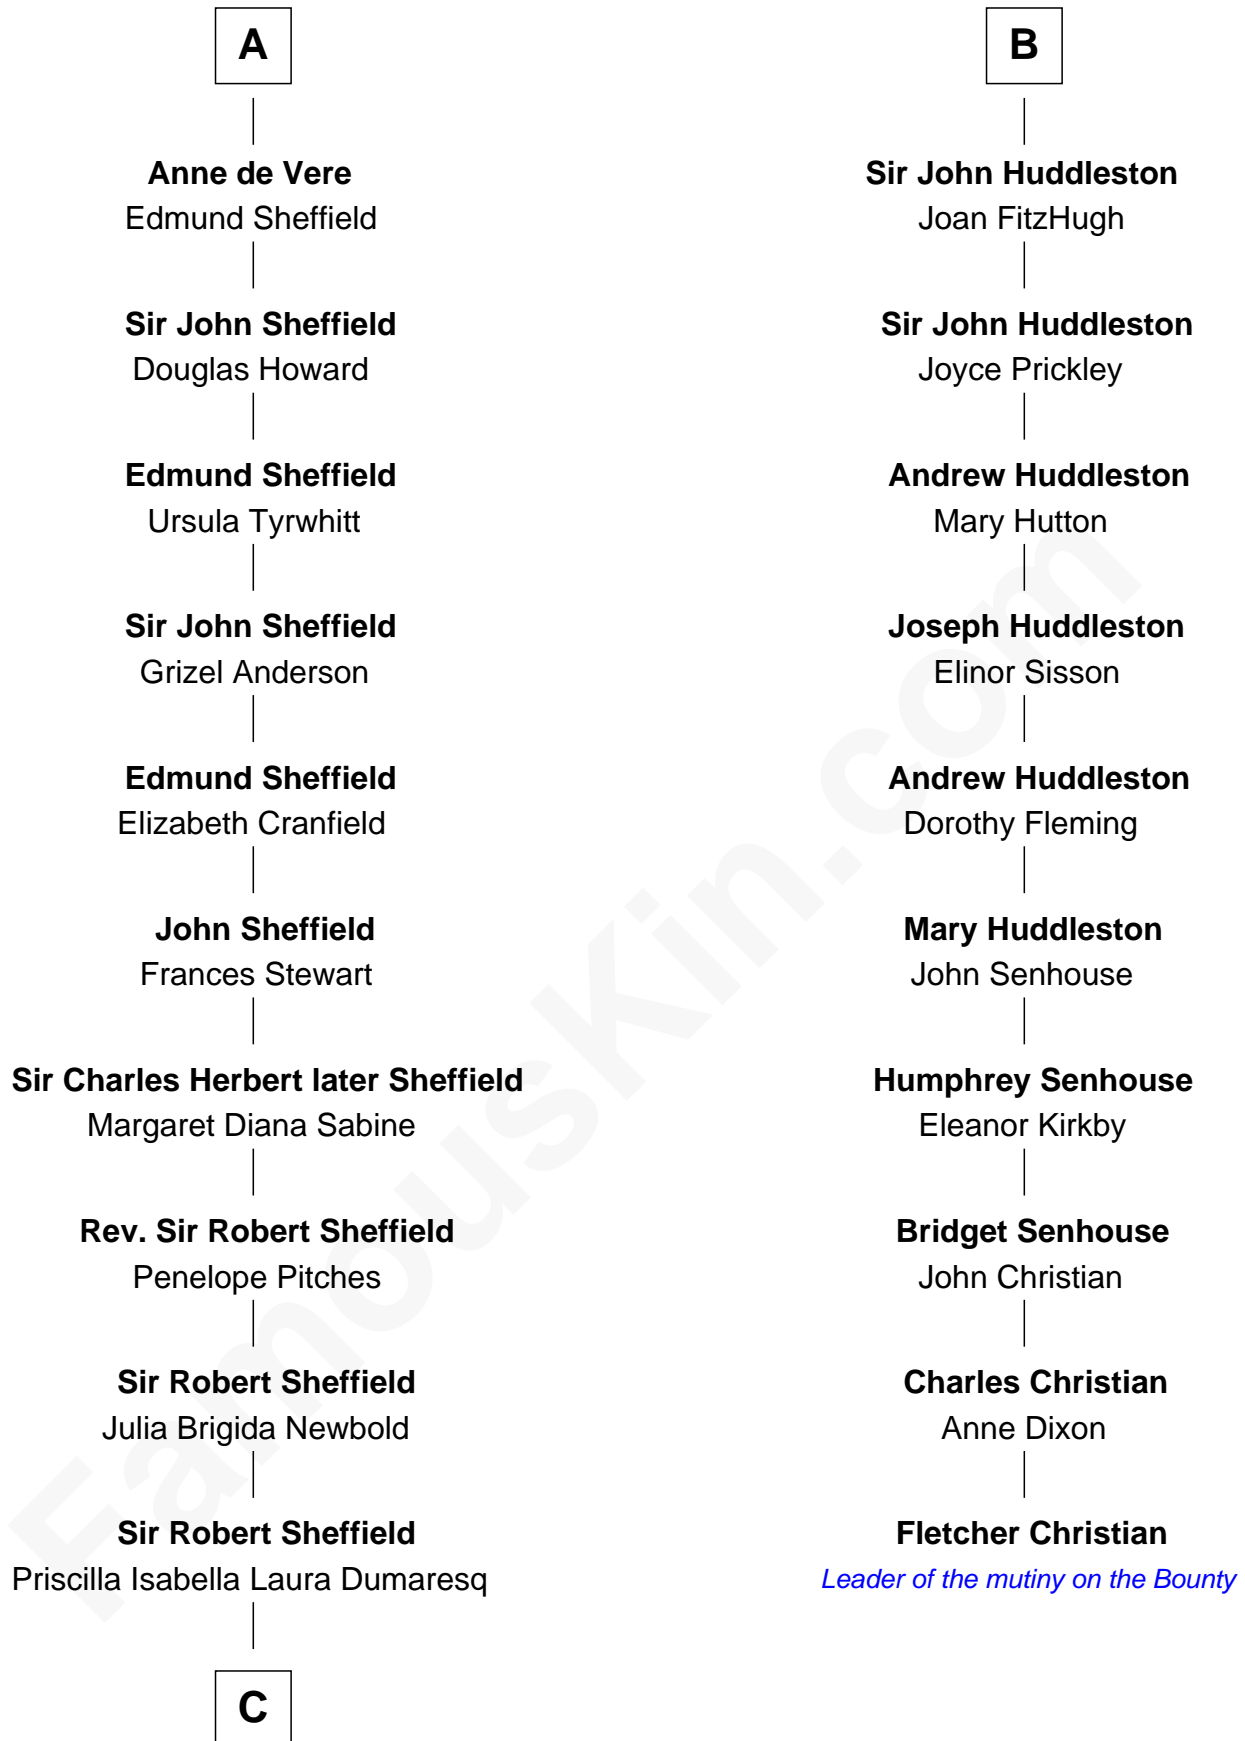 A
Anne de Vere
Edmund Sheffield
Sir John Sheffield
Douglas Howard
Edmund Sheffield
Ursula Tyrwhitt
Sir John Sheffield
Grizel Anderson
Edmund Sheffield
Elizabeth Cranfield
John Sheffield
Frances Stewart
Sir Charles Herbert later Sheffield
Margaret Diana Sabine
Rev. Sir Robert Sheffield
Penelope Pitches
Sir Robert Sheffield
Julia Brigida Newbold
Sir Robert Sheffield
Priscilla Isabella Laura Dumaresq
C
B
Sir John Huddleston
Joan FitzHugh
Sir John Huddleston
Joyce Prickley
Andrew Huddleston
Mary Hutton
Joseph Huddleston
Elinor Sisson
Andrew Huddleston
Dorothy Fleming
Mary Huddleston
John Senhouse
Humphrey Senhouse
Eleanor Kirkby
Bridget Senhouse
John Christian
Charles Christian
Anne Dixon
Fletcher Christian
Leader of the mutiny on the Bounty
FamousKin.com